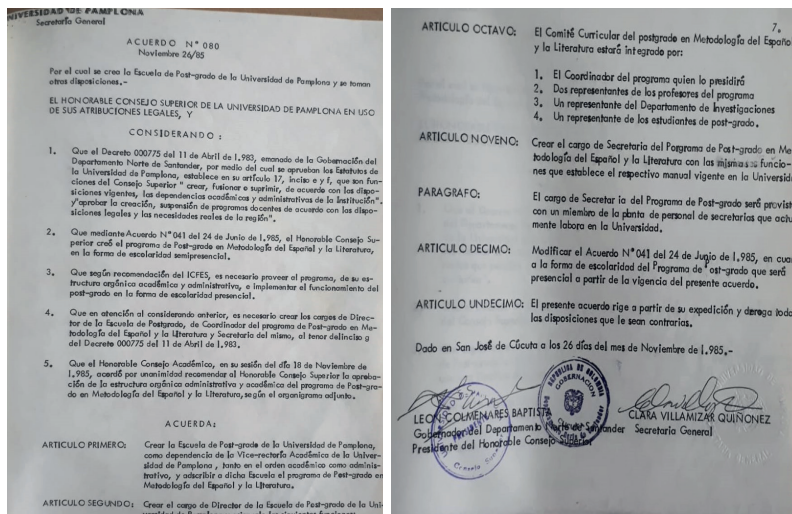 UNIVERSIDAD DE PAMPLONA
Secretaría General
ACUERDO N° 080
Noviembre 26/85
Por el cual se crea la Escuela de Post-grado de la Universidad de Pamplona y se toman
otras disposiciones.-
EL HONORABLE CONSEJO SUPERIOR DE LA UNIVERSIDAD DE PAMPLONA EN USO
DE SUS ATRIBUCIONES LEGALES, Y
CONSIDERANDO :
1. Que el Decreto 000775 del 11 de Abril de 1.983, emanado de la Gobernación del
Departamento Norte de Santander, por medio del cual se aprueban los Estatutos de
la Universidad de Pamplona, establece en su artículo 17, inciso e y f, que son fun-
ciones del Consejo Superior " crear, fusionar o suprimir, de acuerdo con las dispo-
siciones vigentes, las dependencias académicas y administrativas de la Institución".
y"aprobar la creación, suspensión de programas docentes de acuerdo con las dispo-
siciones legales y las necesidades reales de la región".
2. Que mediante Acuerdo N°041 del 24 de Junio de 1.985, el Honorable Consejo Su-
perior creó el programa de Post-grado en Metodología del Español y la Literatura,
en la forma de escolaridad semipresencial.
3. Que según recomendación del ICFES, es necesario proveer al programa, de su es-
tructura orgánica académica y administrativa, e implementar el funcionamiento del
post-grado en la forma de escolaridad presencial.
4. Que en atención al considerando anterior, es necesario crear los cargos de Direc-
tor de la Escuela de Postgrado, de Coordinador del programa de Post-grado en Me-
todología del Español y la Literatura y Secretaria del mismo, al tenor delinciso g
del Decreto 000775 del 11 de Abril de 1.983.
5. Que el Honorable Consejo Académico, en su sesión del día 18 de Noviembre de
1.985, acordó por unanimidad recomendar al Honorable Consejo Superior la aproba-
ción de la estructura orgánica administrativa y académica del programa de Post-gra-
do en Metodología del Español y la Literatura, según el organigrama adjunto.
ACUERDA:
ARTICULO PRIMERO: Crear la Escuela de Post-grado de la Universidad de Pamplona,
como dependencia de la Vice-rectoría Académica de la Univer-
sidad de Pamplona , tanto en el orden académico como adminis-
trativo, y adscribir a dicha Escuela el programa de Post-grado en
Metodología del Español y la Literatura.
ARTICULO SEGUNDO: Crear el cargo de Director de la Escuela de Post-grado de la Uni-
7.
ARTICULO OCTAVO: El Comité Curricular del postgrado en Metodología del Españo
y la Literatura estará integrado por:
1. El Coordinador del programa quien lo presidirá
2. Dos representantes de los profesores del programa
3. Un representante del Departamento de Investigaciones
4. Un representante de los estudiantes de post-grado.
ARTICULO NOVENO: Crear el cargo de Secretaria del Porgrama de Post-grado en Me
todología del Español y la Literatura con las mismas funcio-
nes que establece el respectivo manual vigente en la Universid
PARAGRAFO: El cargo de Secretar ia del Programa de Post-grado será provist
con un miembro de la planta de personal de secretarias que actu
mente labora en la Universidad.
ARTICULO DECIMO: Modificar el Acuerdo N°041 del 24 de Junio de 1.985, en cua
a la forma de escolaridad del Programa de Post-grado que será
presencial a partir de la vigencia del presente acuerdo.
ARTICULO UNDECIMO: El presente acuerdo rige a partir de su expedición y deroga toda
las disposiciones que le sean contrarias.
Dado en San José de Cúcuta a los 26 días del mes de Noviembre de 1.985.-
LEON COLMENARES BAPTISTA CLARA VILLAMIZAR QUIÑONEZ
Gobernador del Departamento Norte de Santander Secretaria General
Presidente del Honorable Consejo Superior
REPUBLICA DE COLOMBIA
GOBERNACION